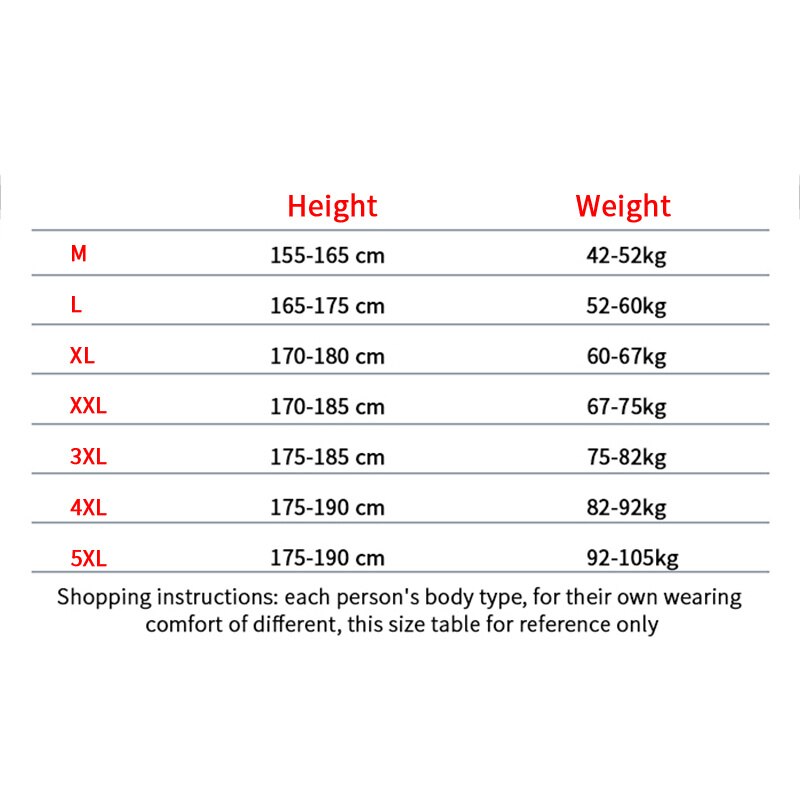 Height Weight
M 155-165 cm 42-52kg
L 165-175 cm 52-60kg
XL 170-180 cm 60-67kg
XXL 170-185 cm 67-75kg
3XL 175-185 cm 75-82kg
4XL 175-190 cm 82-92kg
5XL 175-190 cm 92-105kg
Shopping instructions: each person's body type, for their own wearing
comfort of different, this size table for reference only